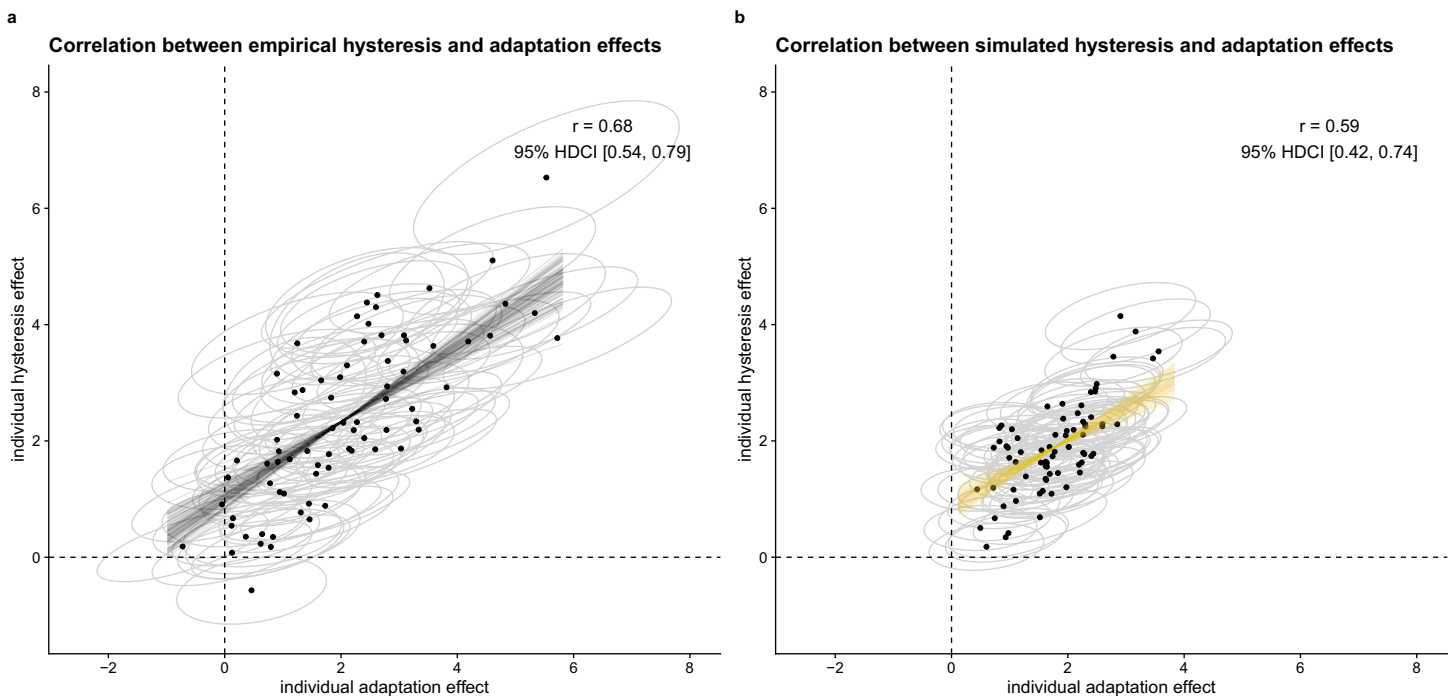 a
Correlation between empirical hysteresis and adaptation effects
8
6
4
2
0
individual hysteresis effect
r = 0.68
95% HDCI [0.54, 0.79]
−2 0 2 4 6 8
individual adaptation effect
b
Correlation between simulated hysteresis and adaptation effects
8
6
4
2
0
individual hysteresis effect
r = 0.59
95% HDCI [0.42, 0.74]
−2 0 2 4 6 8
individual adaptation effect